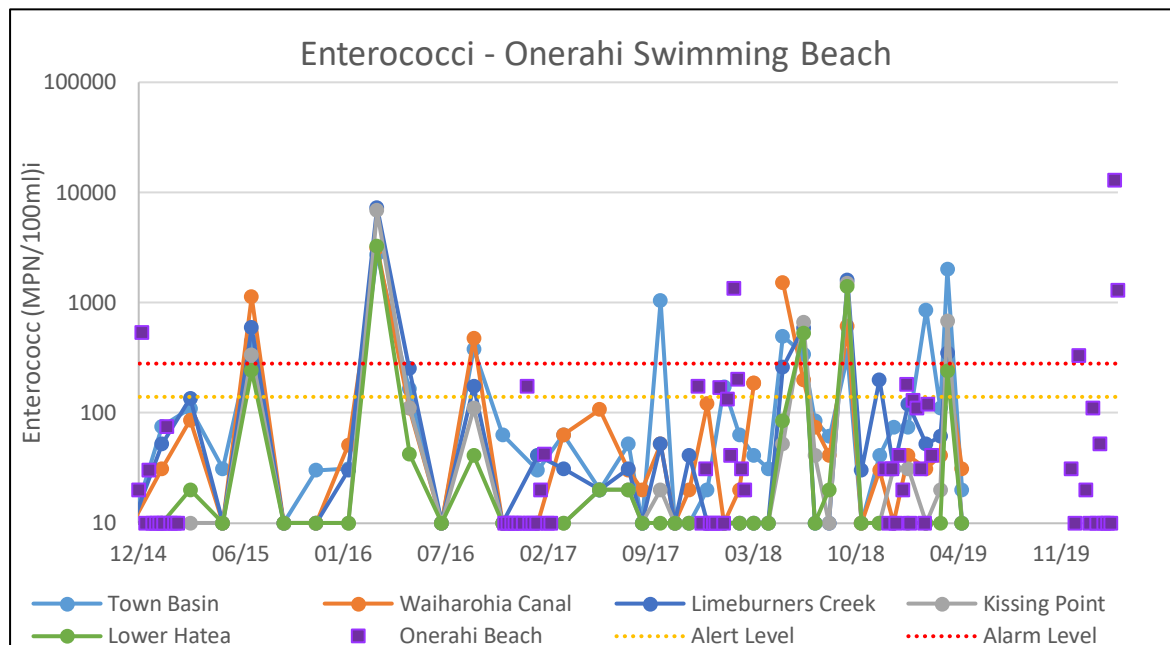 Enterococci - Onerahi Swimming Beach
Enterococc (MPN/100ml)i
100000
10000
1000
100
10
12/14 06/15 01/16 07/16 02/17 09/17 03/18 10/18 04/19 11/19
Town Basin Waiharohia Canal Limeburners Creek Kissing Point
Lower Hatea Onerahi Beach Alert Level Alarm Level